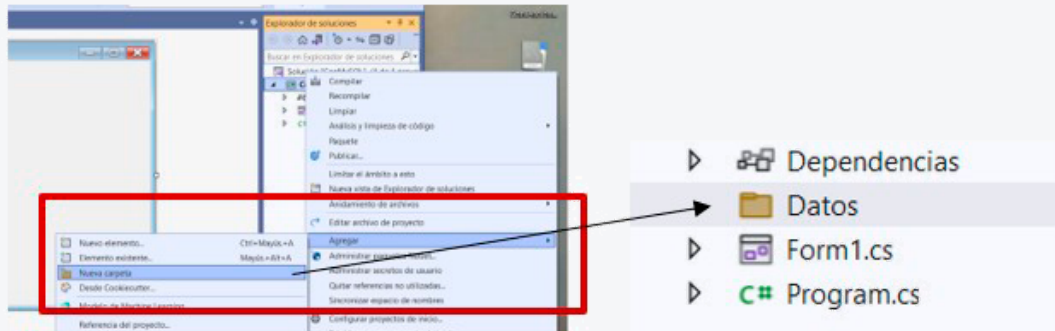 Explorador de soluciones
Buscar en Explorador de soluciones
Compilar
Recompilar
Limpiar
Análisis y limpieza de código
Paquete
Publicar...
Limitar el ámbito a esto
Nueva vista de Explorador de soluciones
Anidamiento de archivos
Editar archivo de proyecto
Agregar
Administrar
Administrar secretos de usuario
Quitar referencias no utilizadas...
Sincronizar espacio de nombres
Configurar proyectos de inicio...
Nuevo elemento... Ctrl+Mayús.+A
Elemento existente... Mayús.+Alt+A
Nueva carpeta
Desde Cookiecutter...
Modelo de Machine Learning
Referencia del proyecto...
Dependencias
Datos
Form1.cs
C# Program.cs